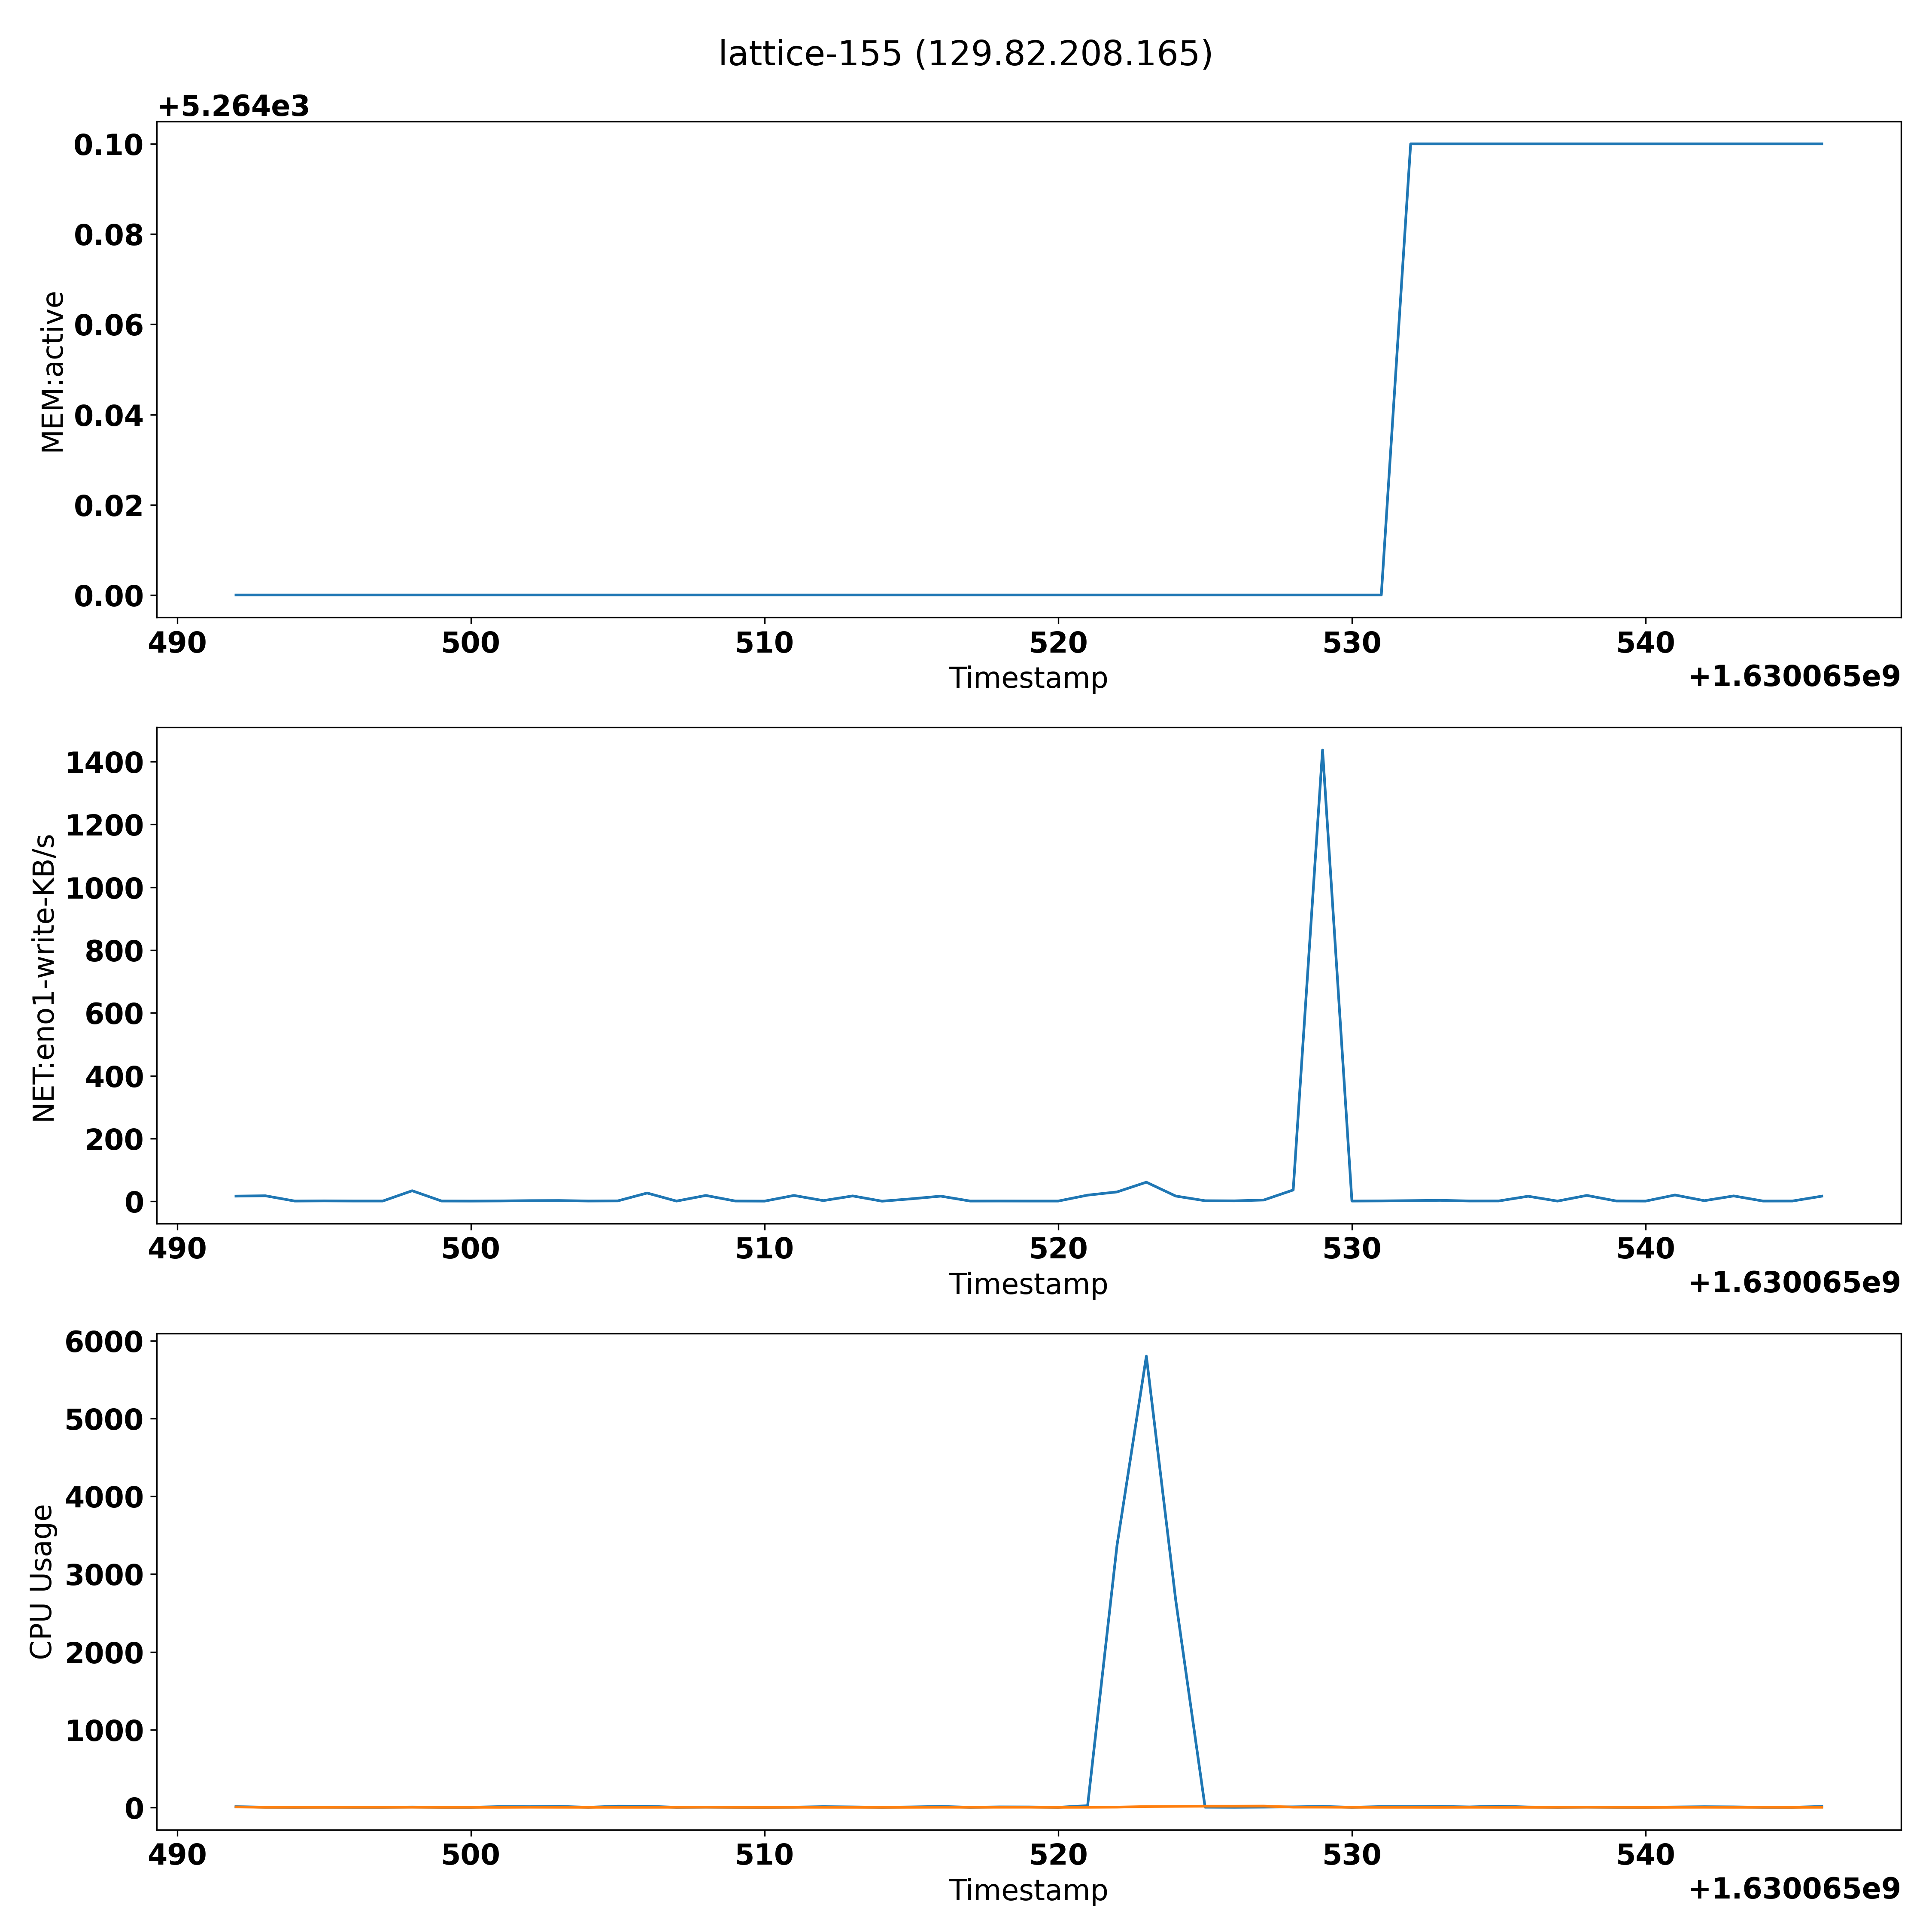 lattice-155 (129.82.208.165)
+5.264e3
0.10
0.08
0.06
0.04
0.02
0.00
MEM:active
490 500 510 520 530 540
Timestamp
+1.630065e9
1400
1200
1000
800
600
400
200
0
NET:eno1-write-KB/s
490 500 510 520 530 540
Timestamp
+1.630065e9
6000
5000
4000
3000
2000
1000
0
CPU Usage
490 500 510 520 530 540
Timestamp
+1.630065e9